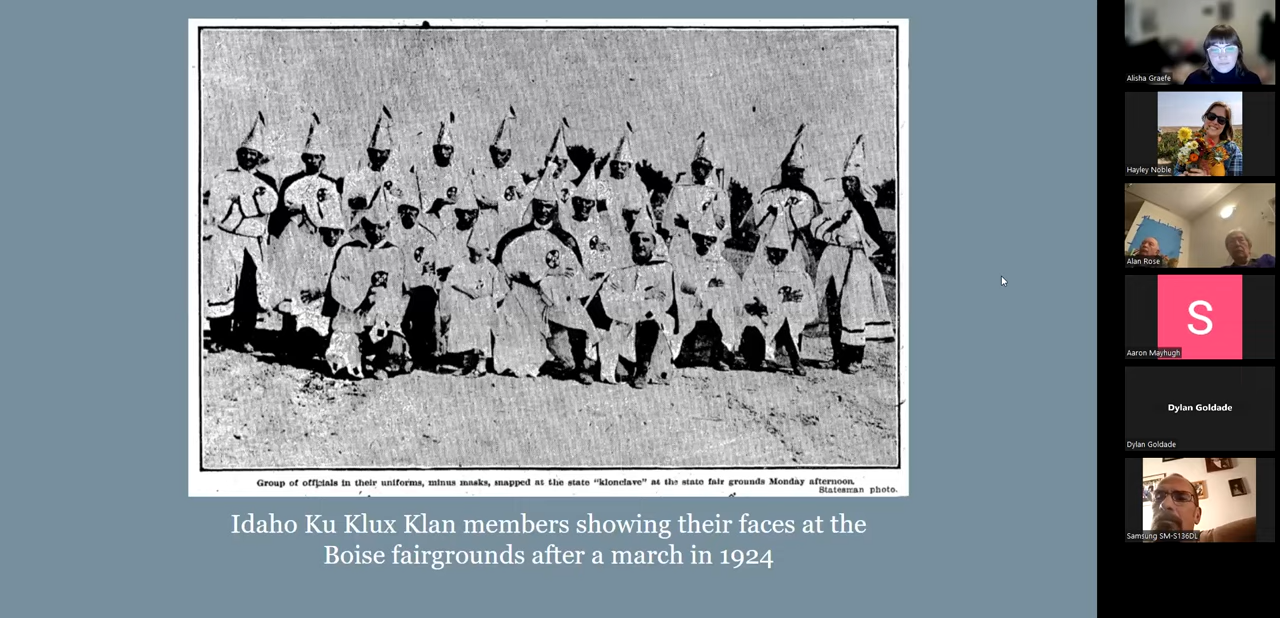 Group of officials in their uniforms, minus masks, snapped at the state "klonclave" at the state fair grounds Monday afternoon.
Statesman photo.
Idaho Ku Klux Klan members showing their faces at the
Boise fairgrounds after a march in 1924
Alisha Graefe
Hayley Noble
Alan Rose
S
Aaron Mayhugh
Dylan Goldade
Dylan Goldade
Samsung SM-S136DL